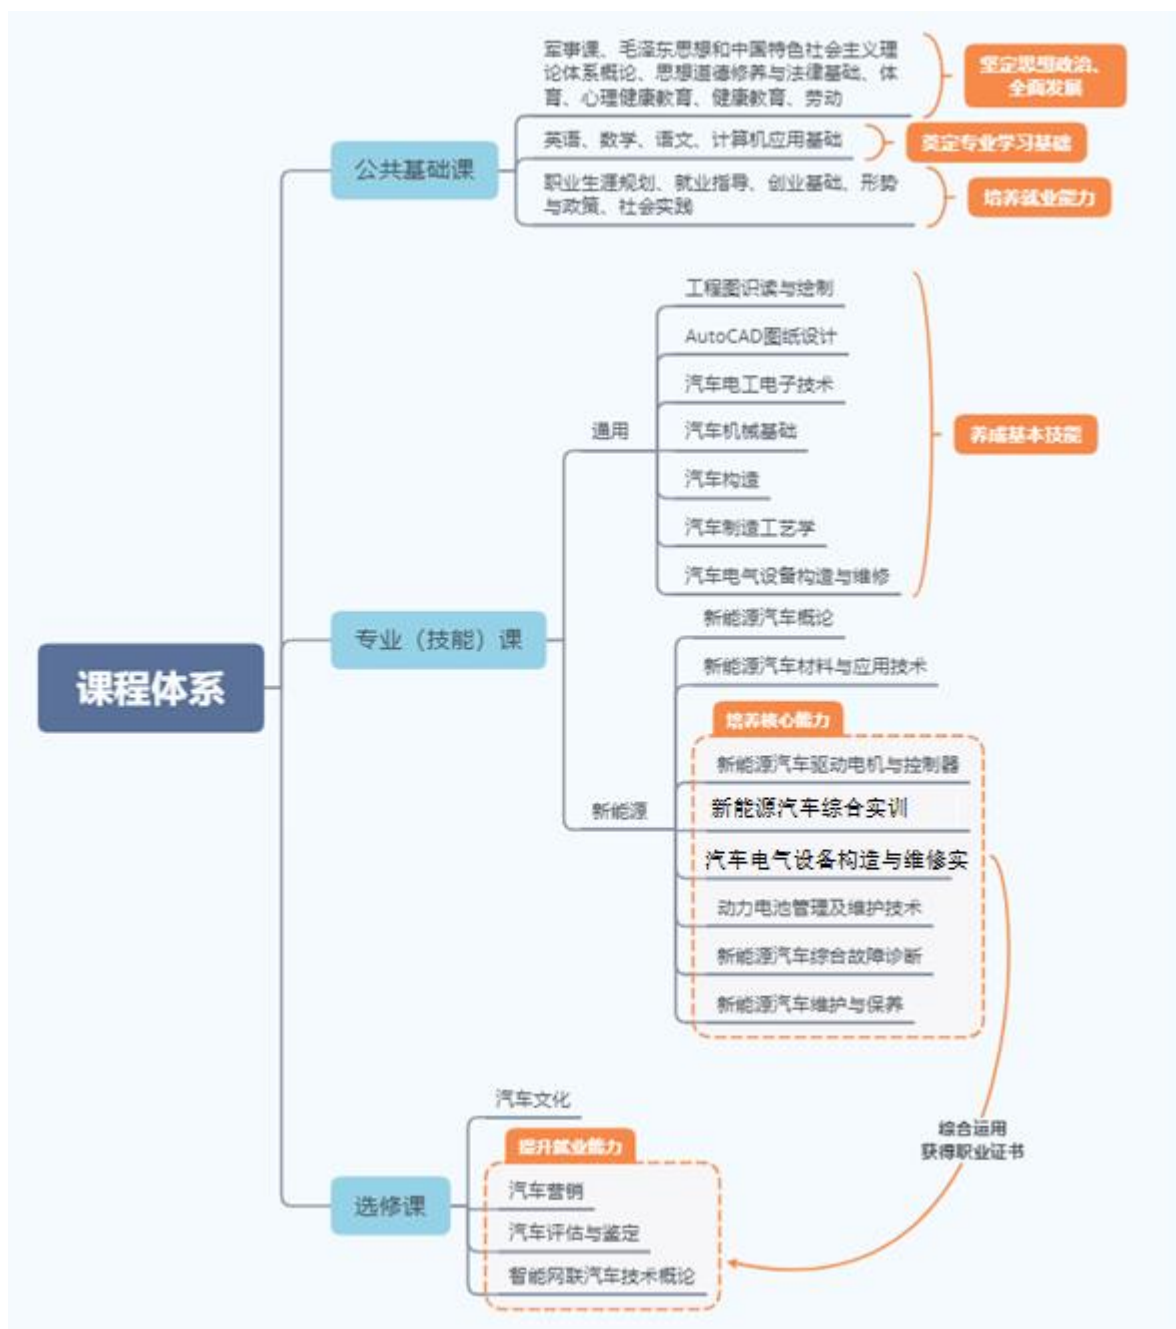 军事课、毛泽东思想和中国特色社会主义理
论体系概论、思想道德修养与法律基础、体
育、心理健康教育、健康教育、劳动
坚定思想政治、
全面发展
英语、数学、语文、计算机应用基础
奠定专业学习基础
公共基础课
职业生涯规划、就业指导、创业基础、形势
与政策、社会实践
培养就业能力
工程图识读与绘制
AutoCAD图纸设计
汽车电工电子技术
通用
汽车机械基础
养成基本技能
汽车构造
汽车制造工艺学
汽车电气设备构造与维修
新能源汽车概论
专业（技能）课
新能源汽车材料与应用技术
课程体系
培养核心能力
新能源汽车驱动电机与控制器
新能源
新能源汽车综合实训
汽车电气设备构造与维修实
动力电池管理及维护技术
新能源汽车综合故障诊断
新能源汽车维护与保养
汽车文化
综合运用
获得职业证书
提升就业能力
汽车营销
选修课
汽车评估与鉴定
智能网联汽车技术概论